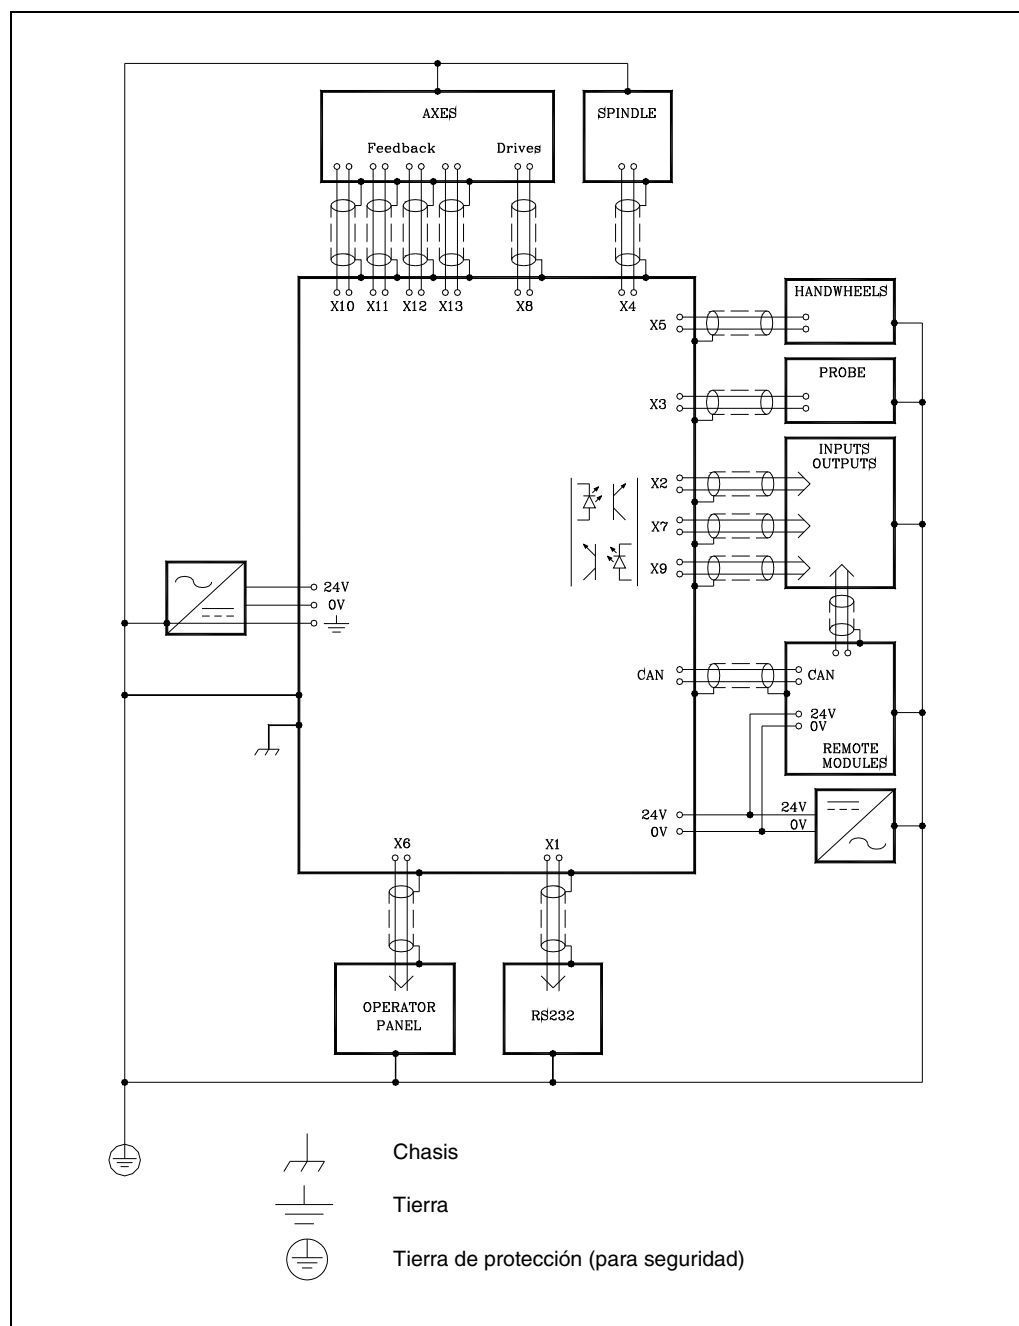 AXES
SPINDLE
Feedback
Drives
X10
X11
X12
X13
X8
X4
HANDWHEELS
X5
PROBE
X3
INPUTS
OUTPUTS
X2
X7
X9
24V
0V
CAN
CAN
24V
0V
REMOTE
MODULES
24V
0V
24V
0V
X6
X1
OPERATOR
PANEL
RS232
Chasis
Tierra
Tierra de protección (para seguridad)